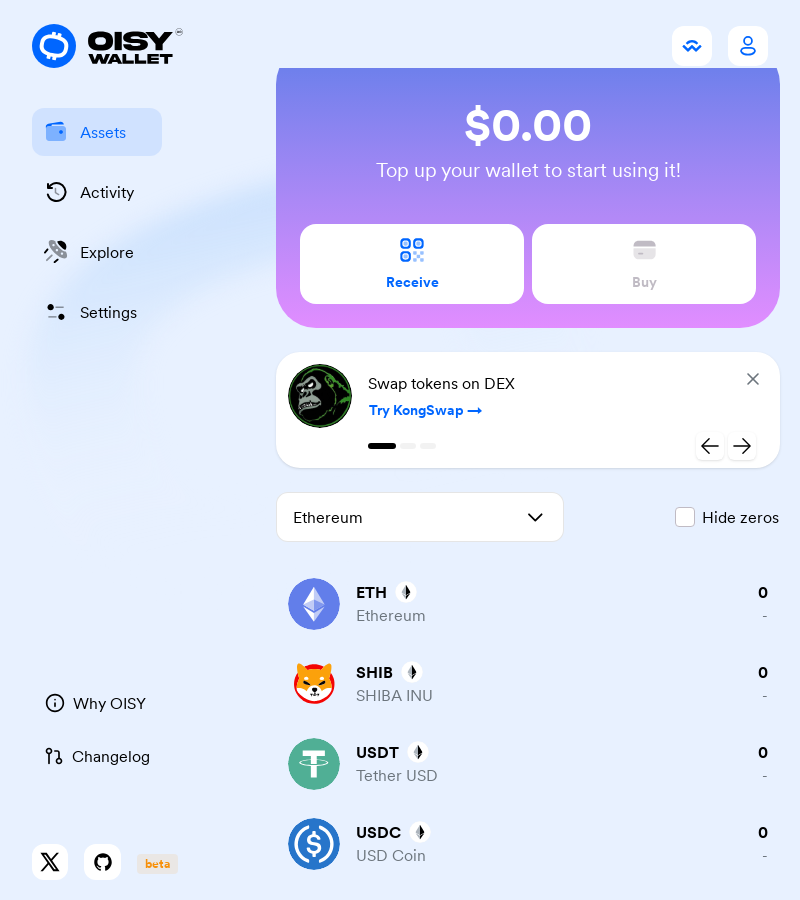 OISY
WALLET
Assets
Activity
Explore
Settings
Why OISY
Changelog
beta
$0.00
Top up your wallet to start using it!
Receive
Buy
Swap tokens on DEX
Try KongSwap →
Ethereum
Hide zeros
ETH
0
Ethereum
-
SHIB
0
SHIBA INU
-
USDT
0
Tether USD
-
USDC
0
USD Coin
-